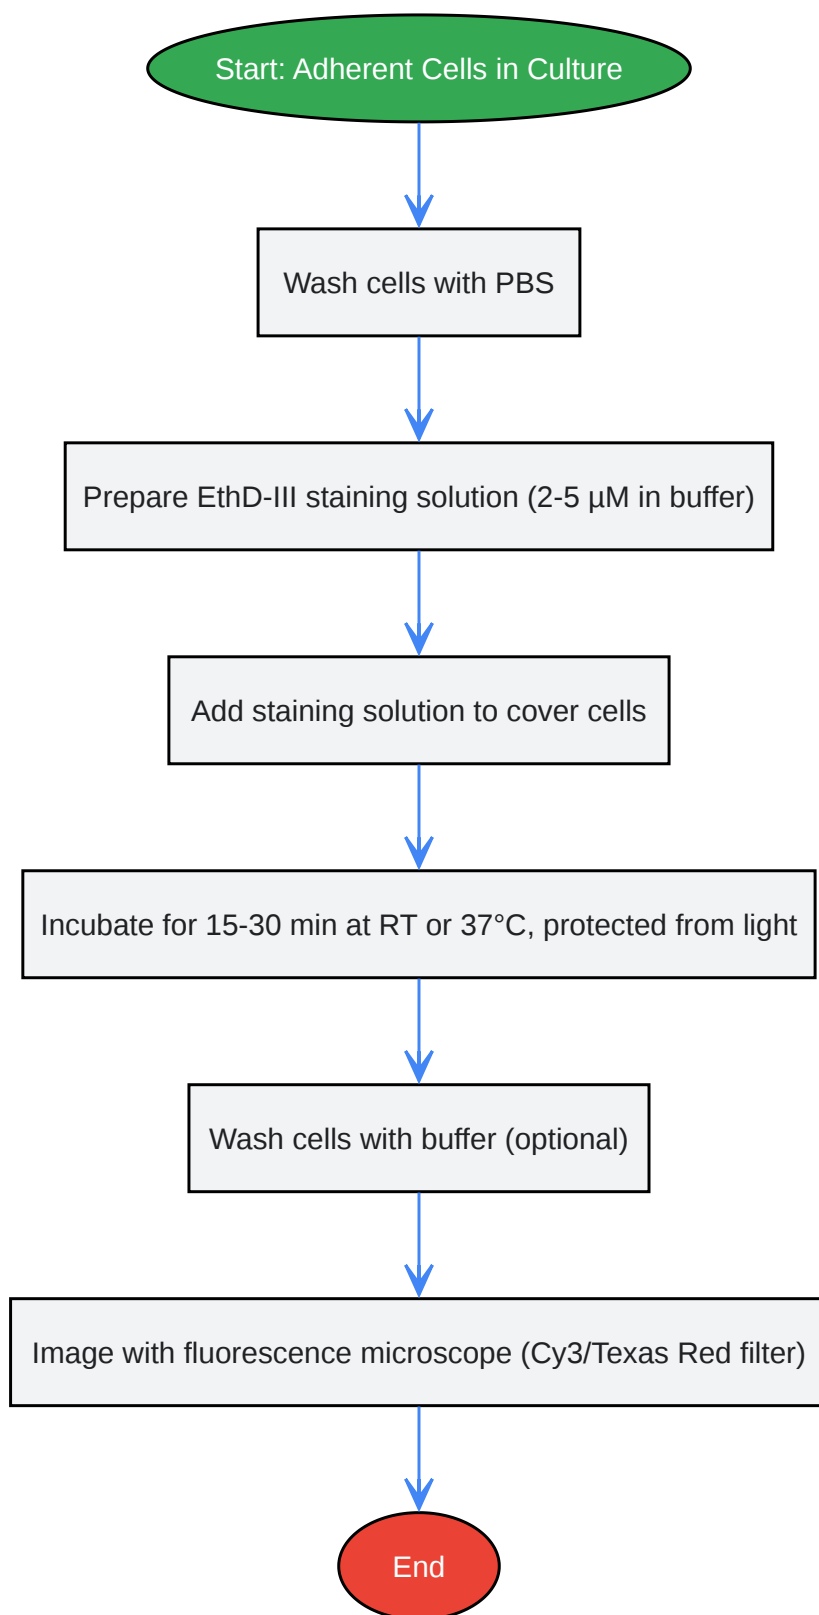 Start: Adherent Cells in Culture
Wash cells with PBS
Prepare EthD-III staining solution (2-5 µM in buffer)
Add staining solution to cover cells
Incubate for 15-30 min at RT or 37°C, protected from light
Wash cells with buffer (optional)
Image with fluorescence microscope (Cy3/Texas Red filter)
End